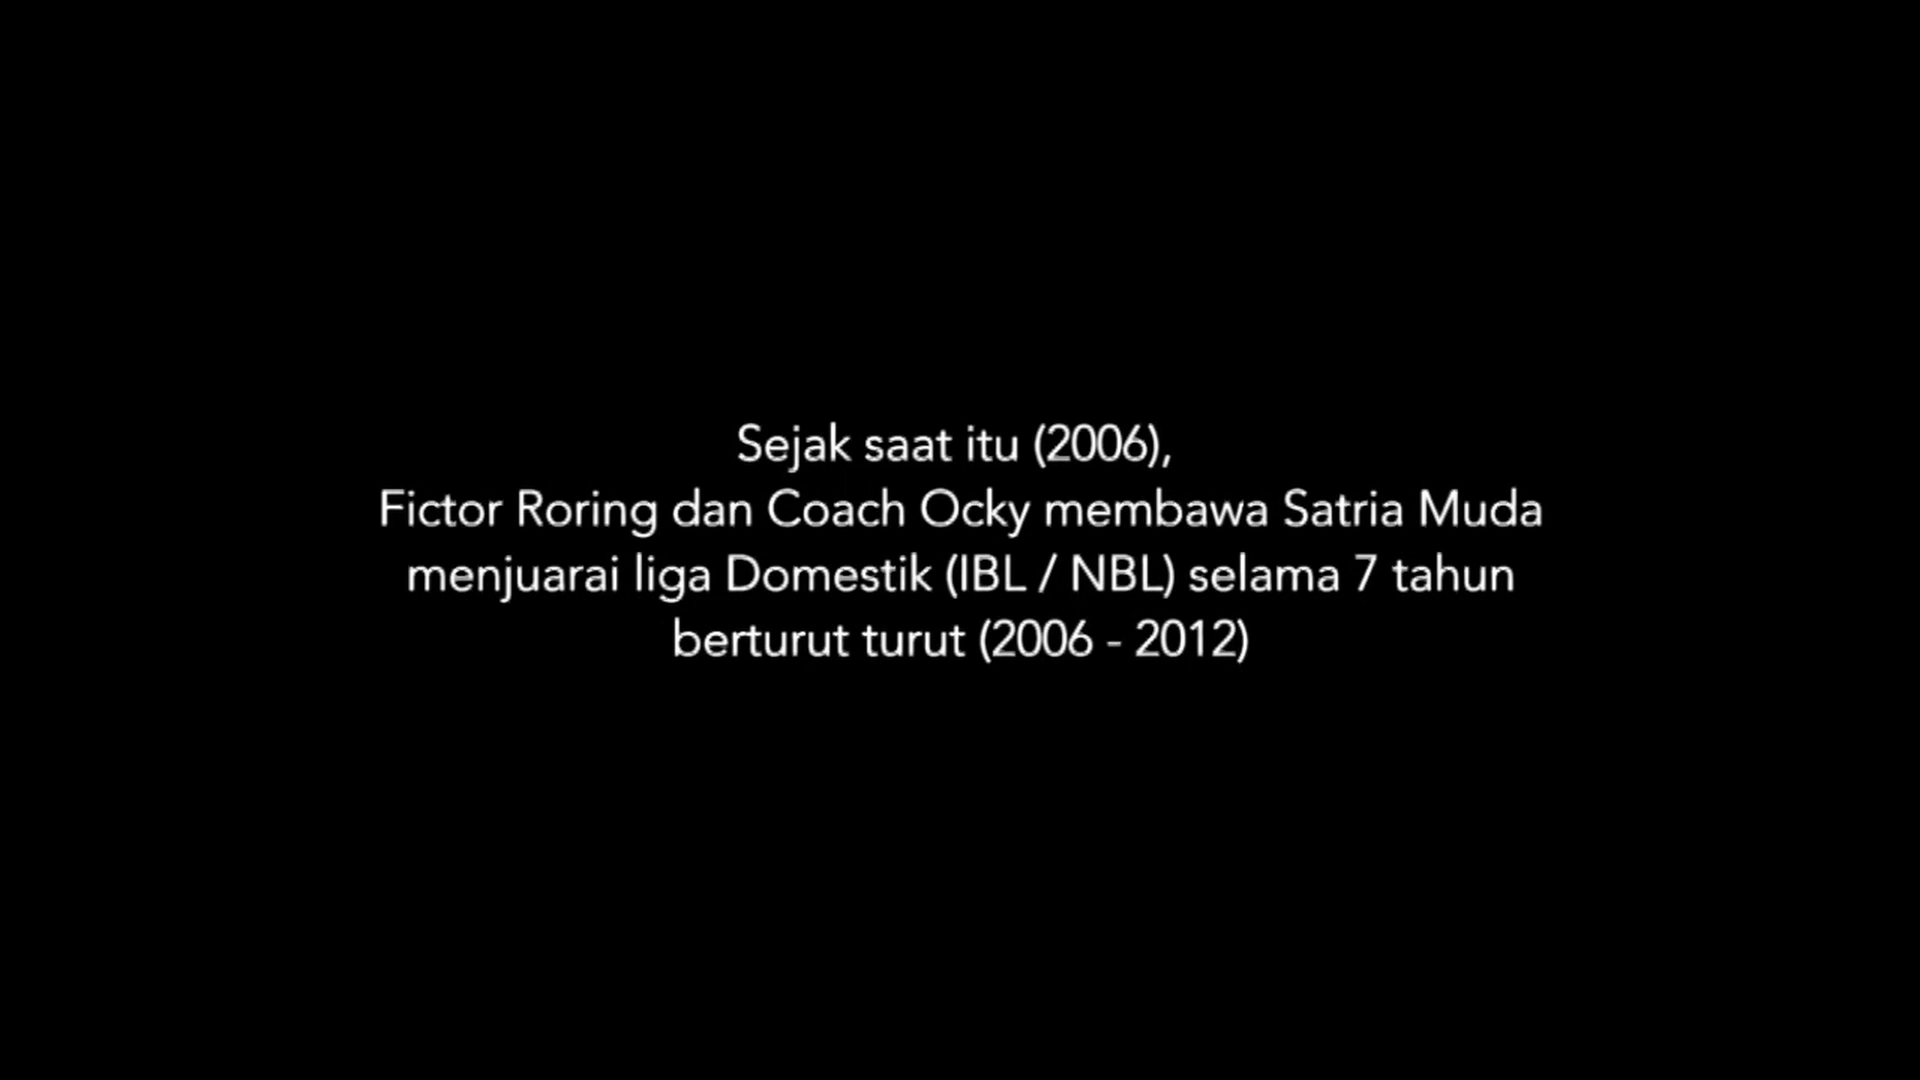 Sejak saat itu (2006),
Fictor Roring dan Coach Ocky membawa Satria Muda
menjuarai liga Domestik (IBL / NBL) selama 7 tahun
berturut turut (2006 - 2012)